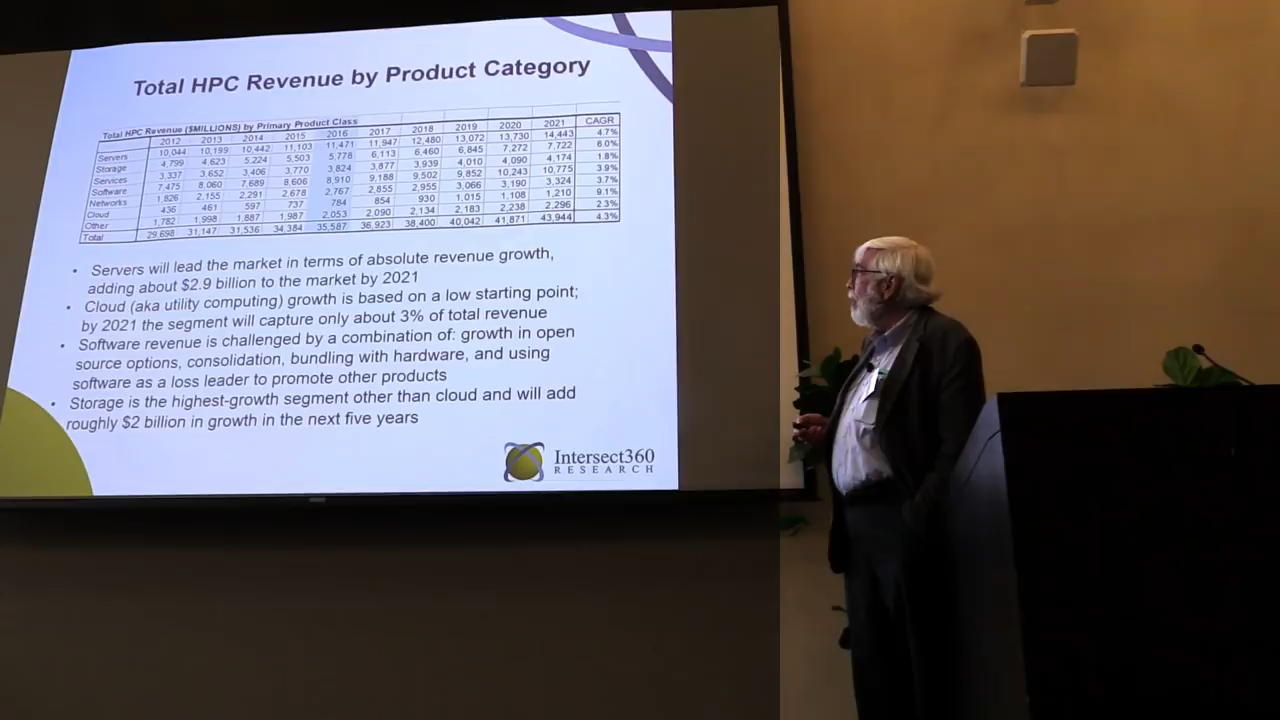 Total HPC Revenue by Product Category
Total HPC Revenue ($MILLIONS) by Primary Product Class
2012 2013 2014 2015 2016 2017 2018 2019 2020 2021 CAGR
Servers 10,044 10,199 10,442 11,103 11,471 11,947 12,480 13,072 13,730 14,443 4.7%
Storage 4,799 4,623 5,224 5,503 5,778 6,113 6,460 6,845 7,272 7,722 6.0%
Services 3,337 3,652 3,406 3,770 3,824 3,877 3,939 4,010 4,090 4,174 1.8%
Software 7,475 8,060 7,689 8,606 8,910 9,188 9,502 9,852 10,243 10,775 3.9%
Networks 1,826 2,155 2,291 2,678 2,767 2,855 2,955 3,066 3,190 3,324 3.7%
Cloud 436 461 597 737 784 854 930 1,015 1,108 1,210 9.1%
Other 1,782 1,998 1,887 1,987 2,053 2,090 2,134 2,183 2,238 2,296 2.3%
Total 29,698 31,147 31,536 34,384 35,587 36,923 38,400 40,042 41,871 43,944 4.3%
• Servers will lead the market in terms of absolute revenue growth,
adding about $2.9 billion to the market by 2021
• Cloud (aka utility computing) growth is based on a low starting point;
by 2021 the segment will capture only about 3% of total revenue
• Software revenue is challenged by a combination of: growth in open
source options, consolidation, bundling with hardware, and using
software as a loss leader to promote other products
• Storage is the highest-growth segment other than cloud and will add
roughly $2 billion in growth in the next five years
Intersect360
RESEARCH